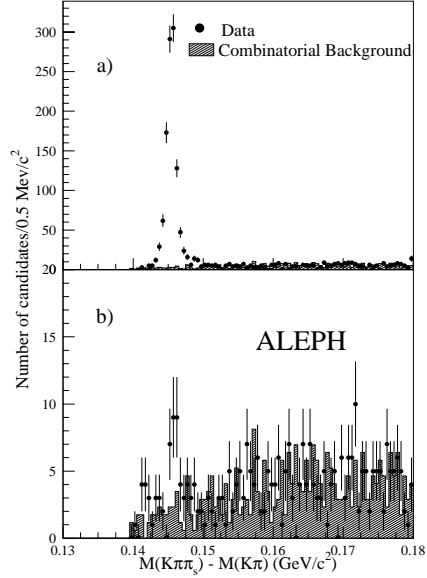 Number of candidates/0.5 Mev/c²
300
250
200
150
100
50
0
a)
Data
Combinatorial Background
20
15
10
5
0
b)
ALEPH
0.13 0.14 0.15 0.16 0.17 0.18
M(Kππₛ) - M(Kπ) (GeV/c²)